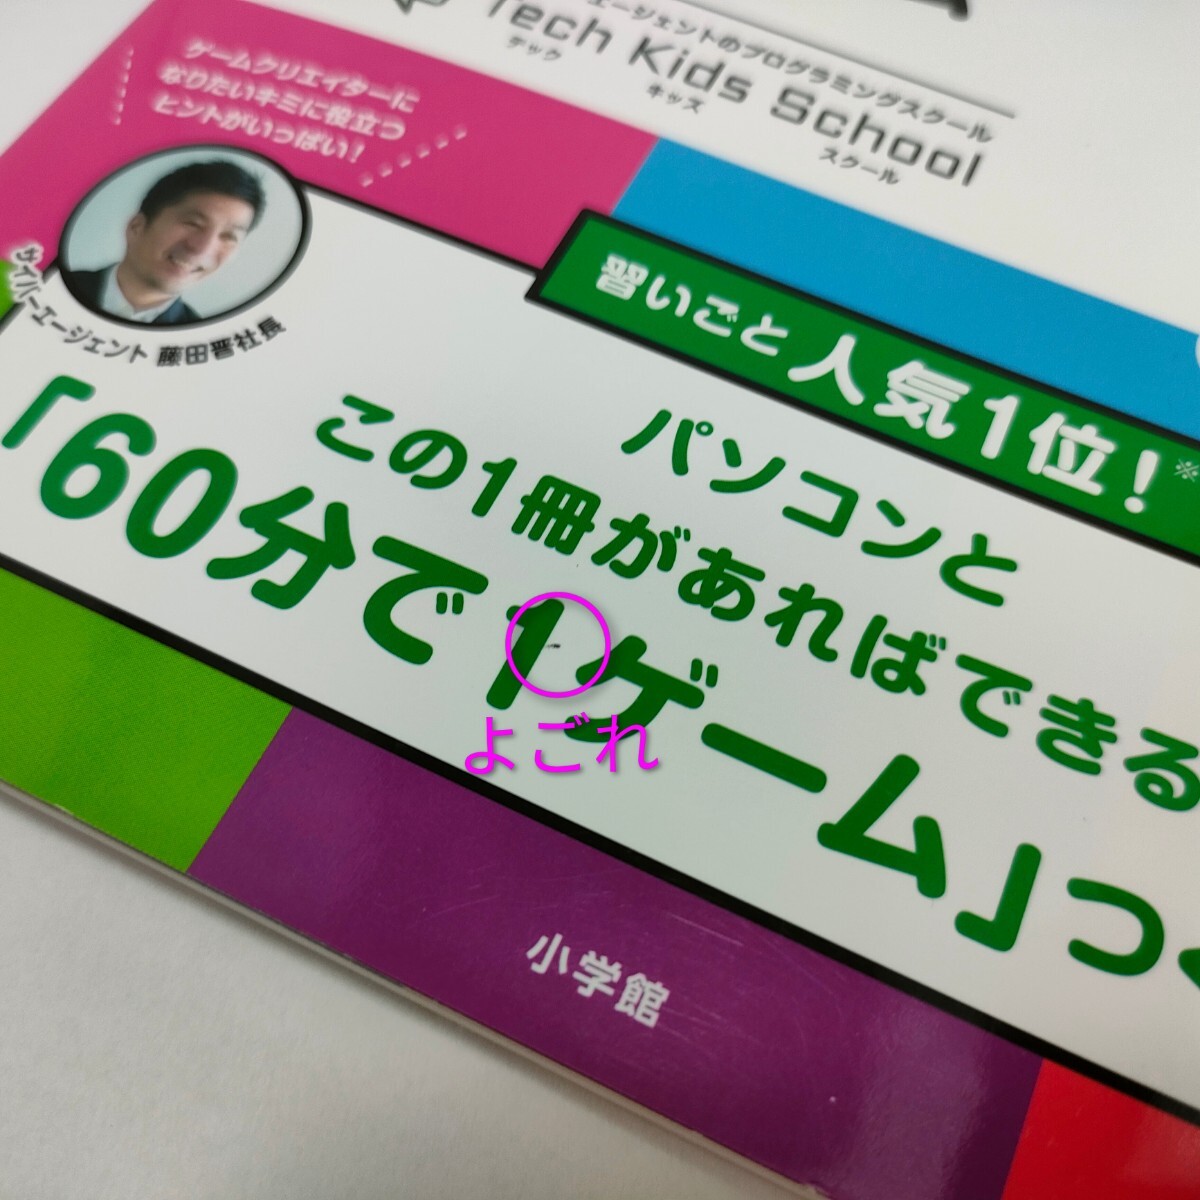 ージェントのプログラミングスクール
Tech Kids School
テック キッズ スクール
ゲームクリエイターに
なりたいキミに役立つ
ヒントがいっぱい!
サイバーエージェント 藤田晋社長
習いごと人気1位!※
パソコンと
この1冊があればできる
「60分で1ゲーム」つく
よごれ
小学館